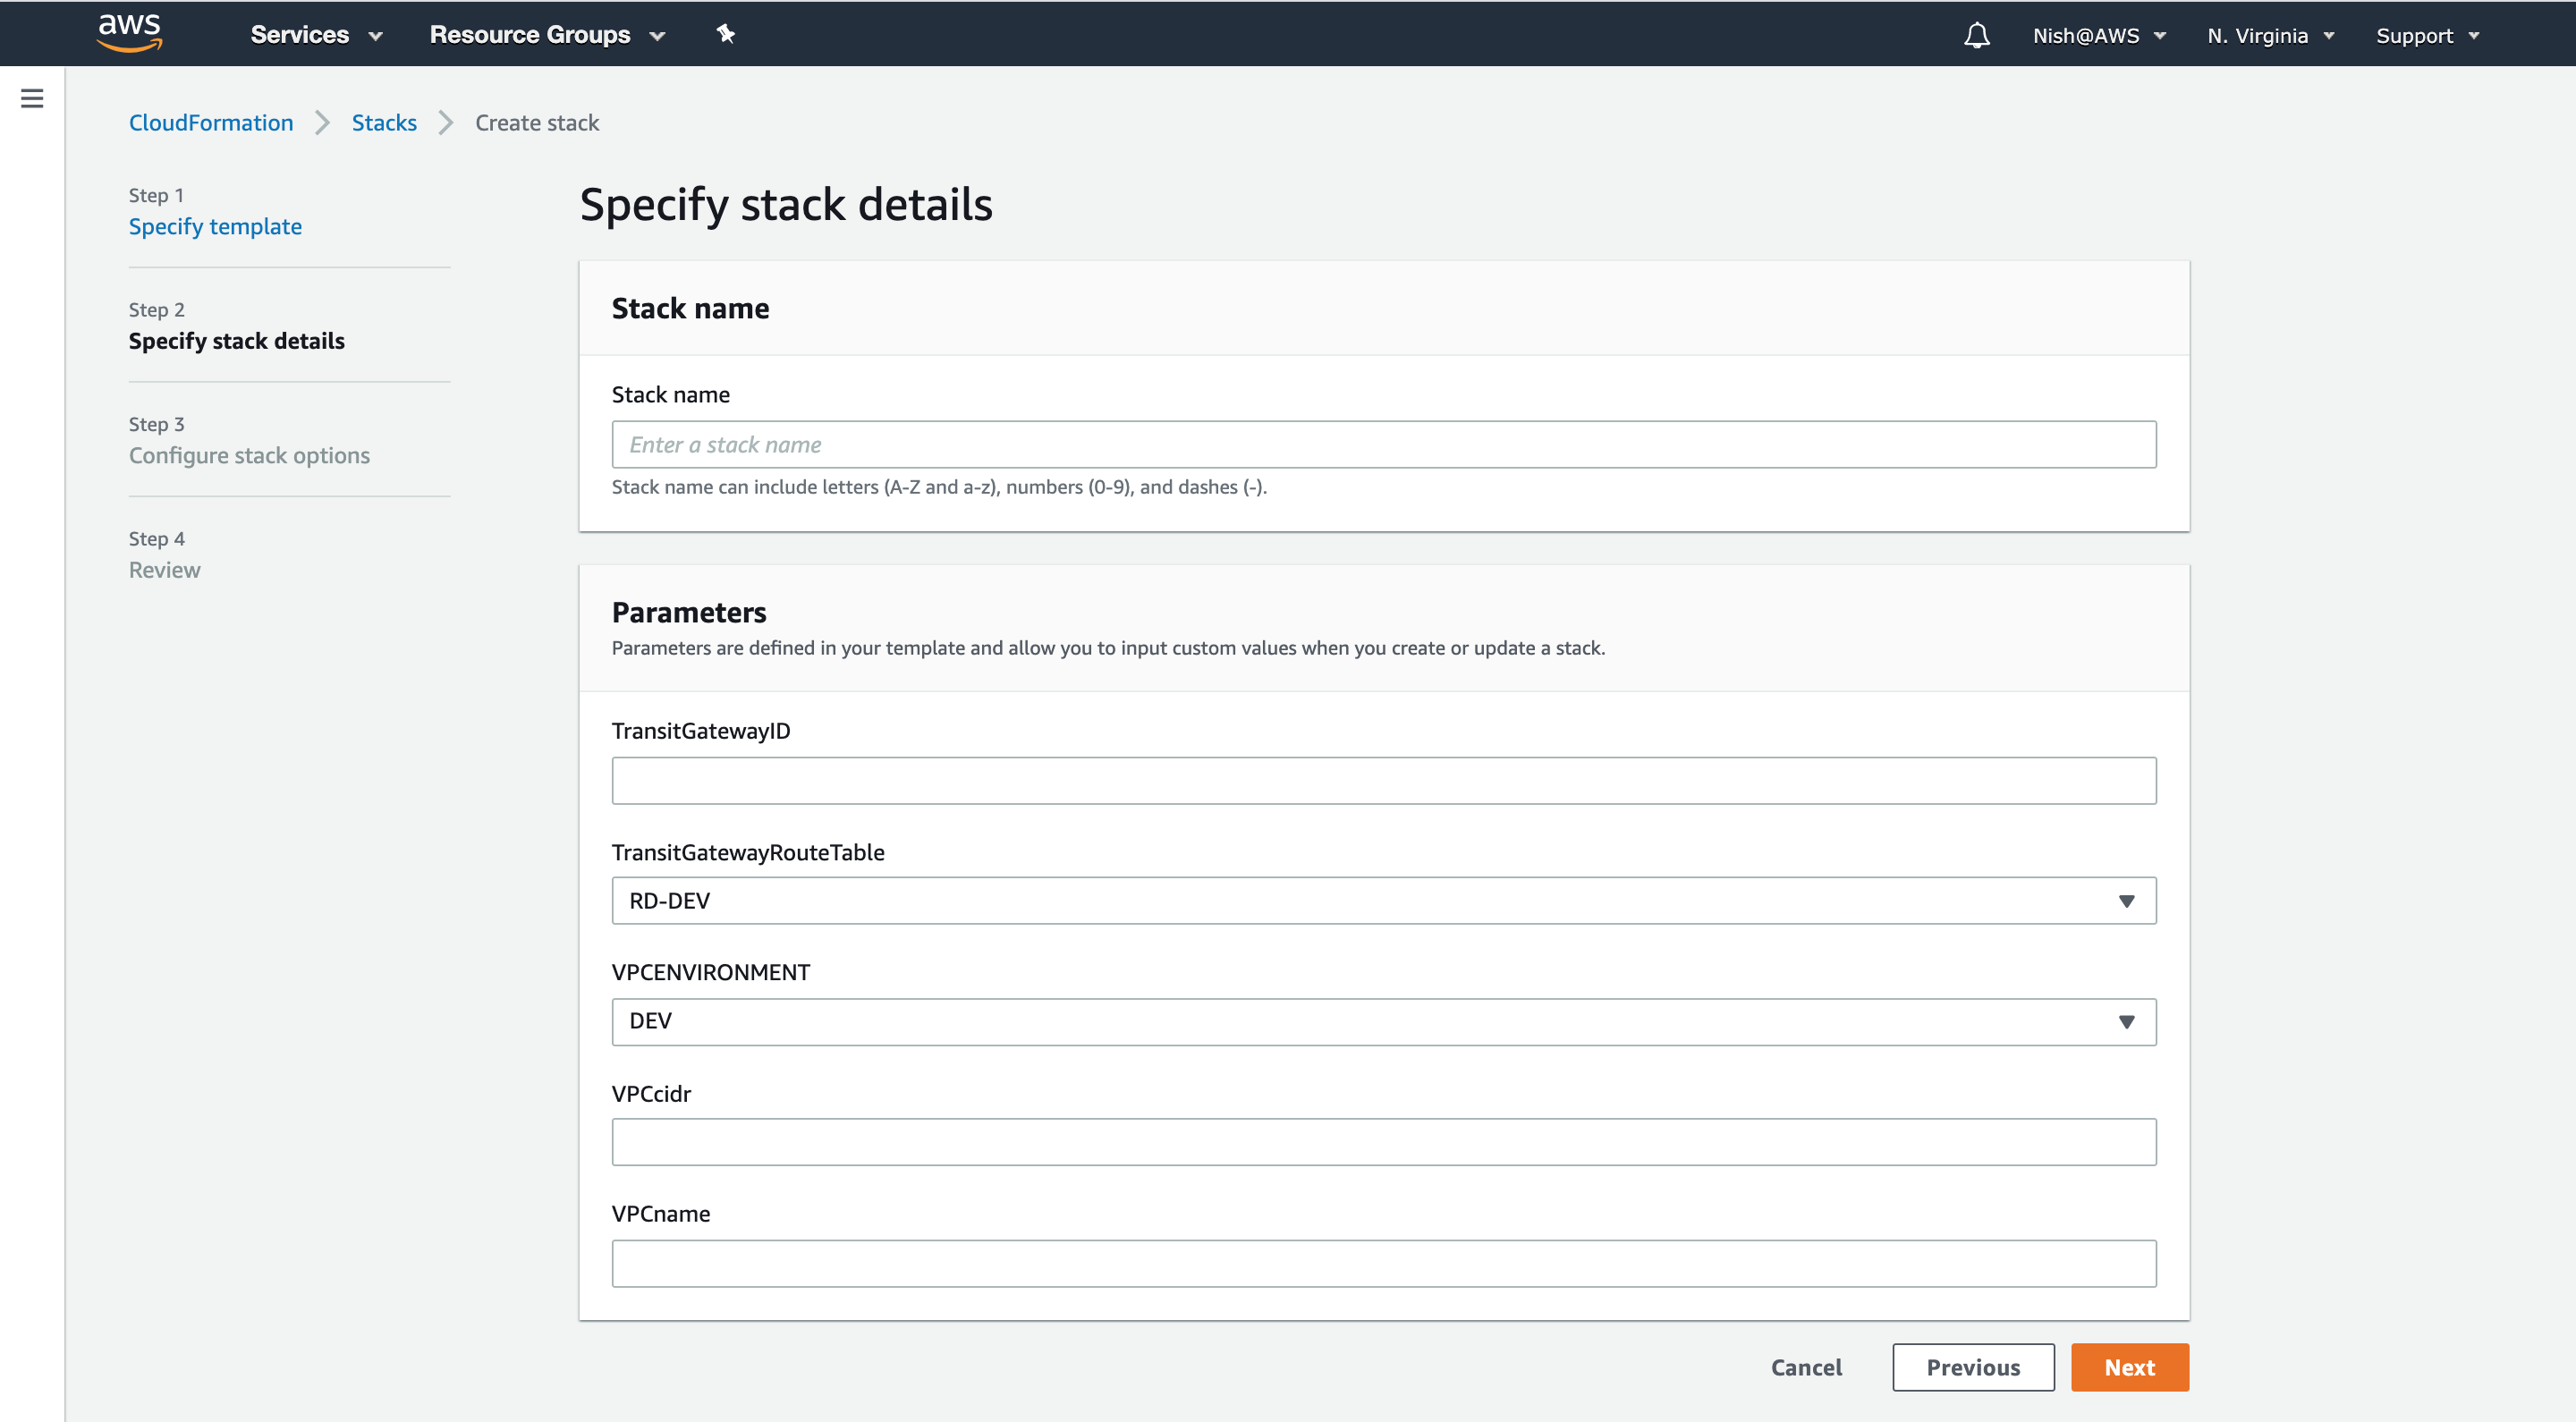 aws Services Resource Groups Nish@AWS N. Virginia Support
CloudFormation Stacks Create stack
Step 1
Specify template
Step 2
Specify stack details
Step 3
Configure stack options
Step 4
Review
Specify stack details
Stack name
Stack name
Enter a stack name
Stack name can include letters (A-Z and a-z), numbers (0-9), and dashes (-).
Parameters
Parameters are defined in your template and allow you to input custom values when you create or update a stack.
TransitGatewayID
TransitGatewayRouteTable
RD-DEV
VPCENVIRONMENT
DEV
VPCcidr
VPCname
Cancel Previous Next